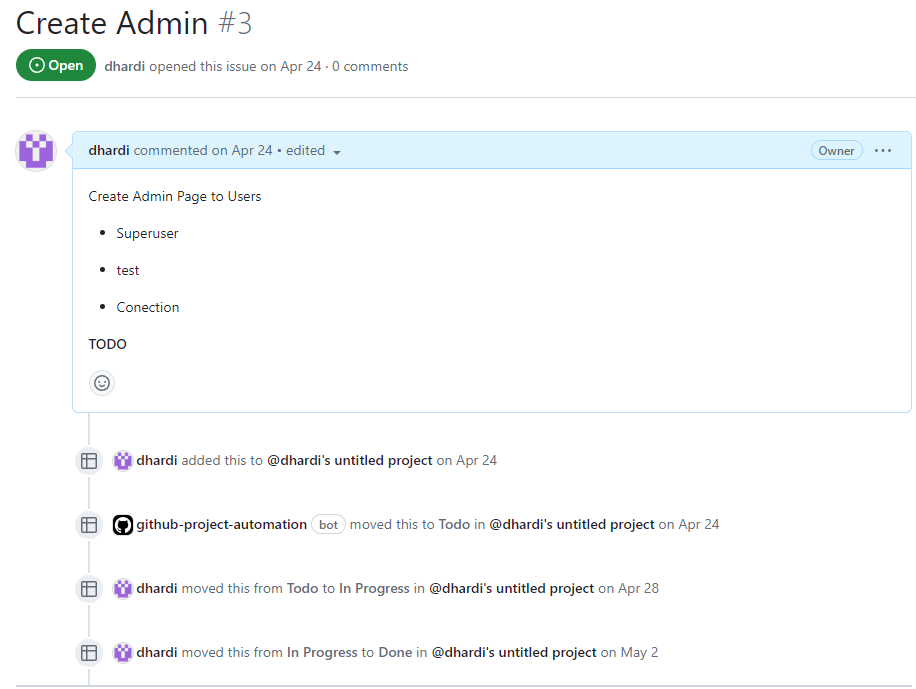 Create Admin #3
Open dhardi opened this issue on Apr 24 · 0 comments
dhardi commented on Apr 24 • edited Owner ...
Create Admin Page to Users
• Superuser
• test
• Conection
TODO
dhardi added this to @dhardi's untitled project on Apr 24
github-project-automation bot moved this to Todo in @dhardi's untitled project on Apr 24
dhardi moved this from Todo to In Progress in @dhardi's untitled project on Apr 28
dhardi moved this from In Progress to Done in @dhardi's untitled project on May 2